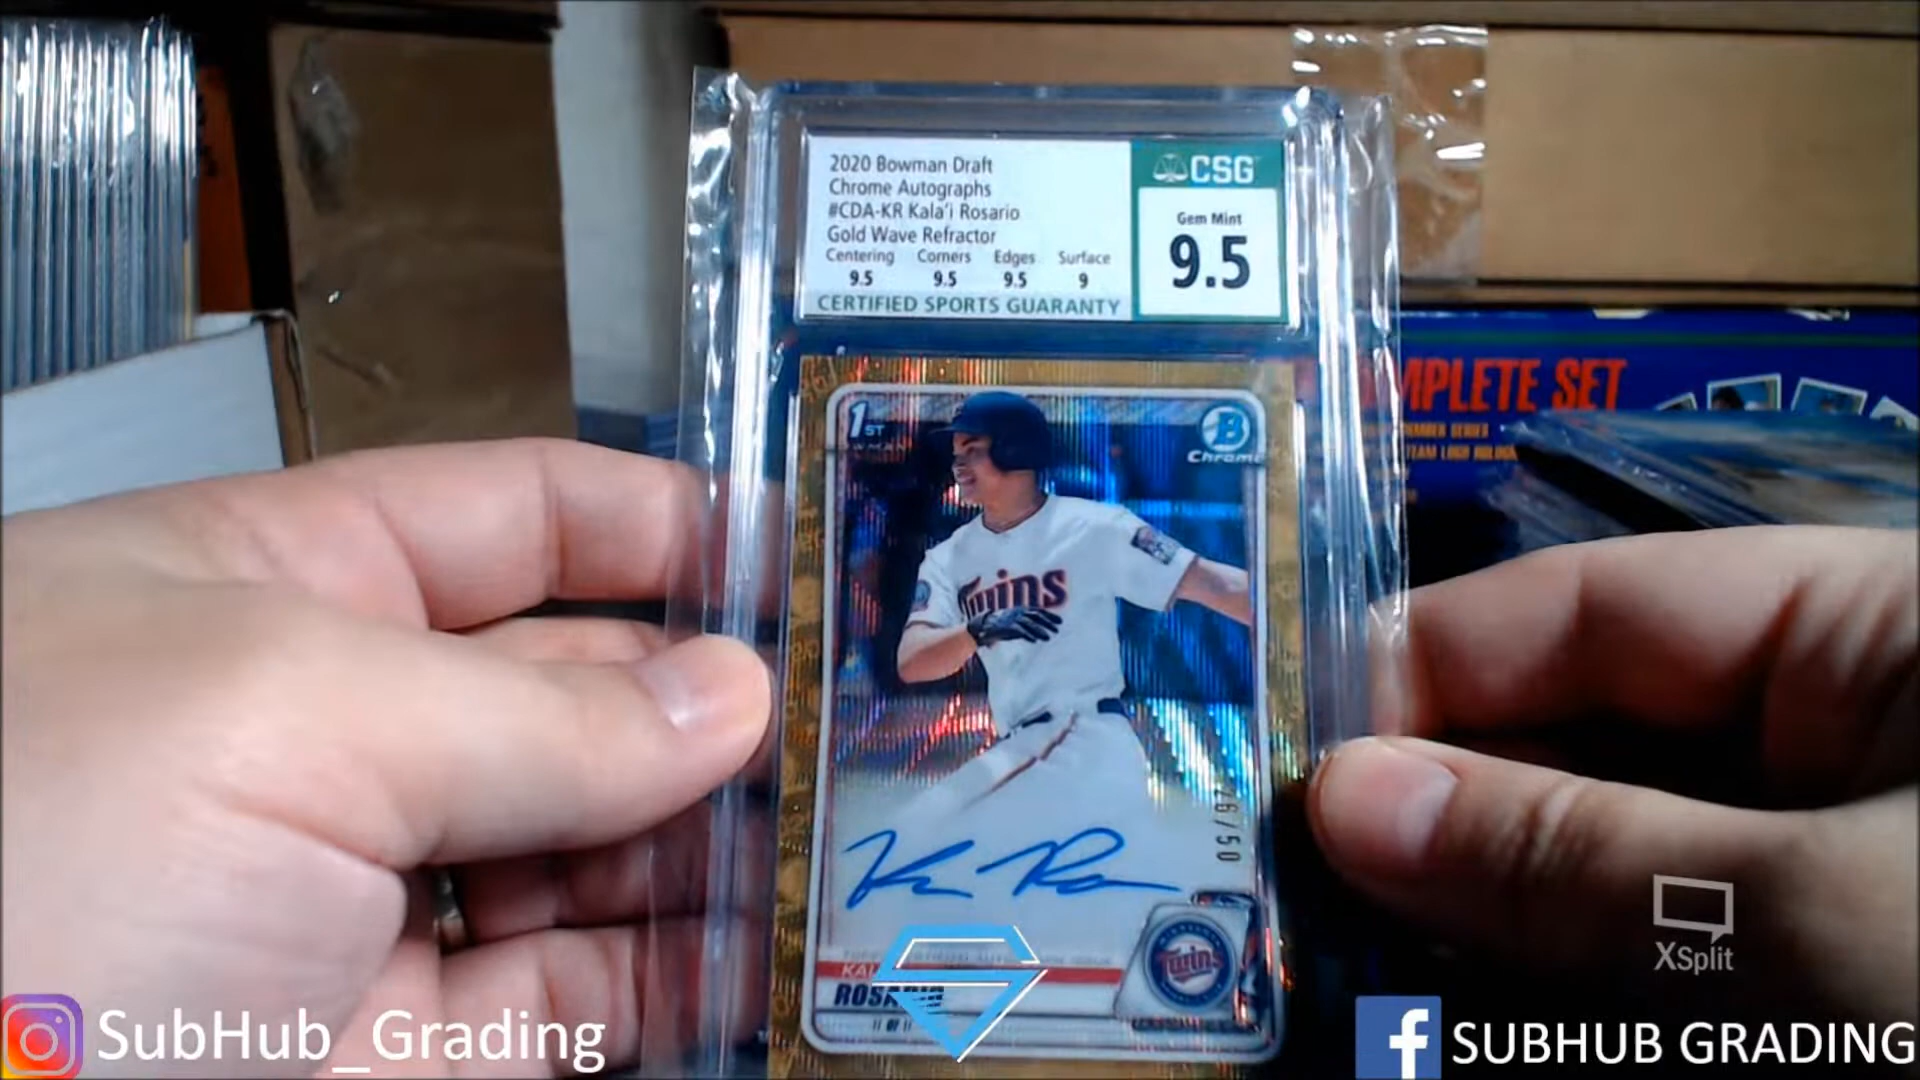 2020 Bowman Draft
Chrome Autographs
#CDA-KR Kala'i Rosario
Gold Wave Refractor
Centering Corners Edges Surface
9.5 9.5 9.5 9
CERTIFIED SPORTS GUARANTY
CSG
Gem Mint
9.5
COMPLETE SET
1ST
B
Chrome
Twins
/50
ROSARIO
Twins
XSplit
SubHub_Grading
SUBHUB GRADING